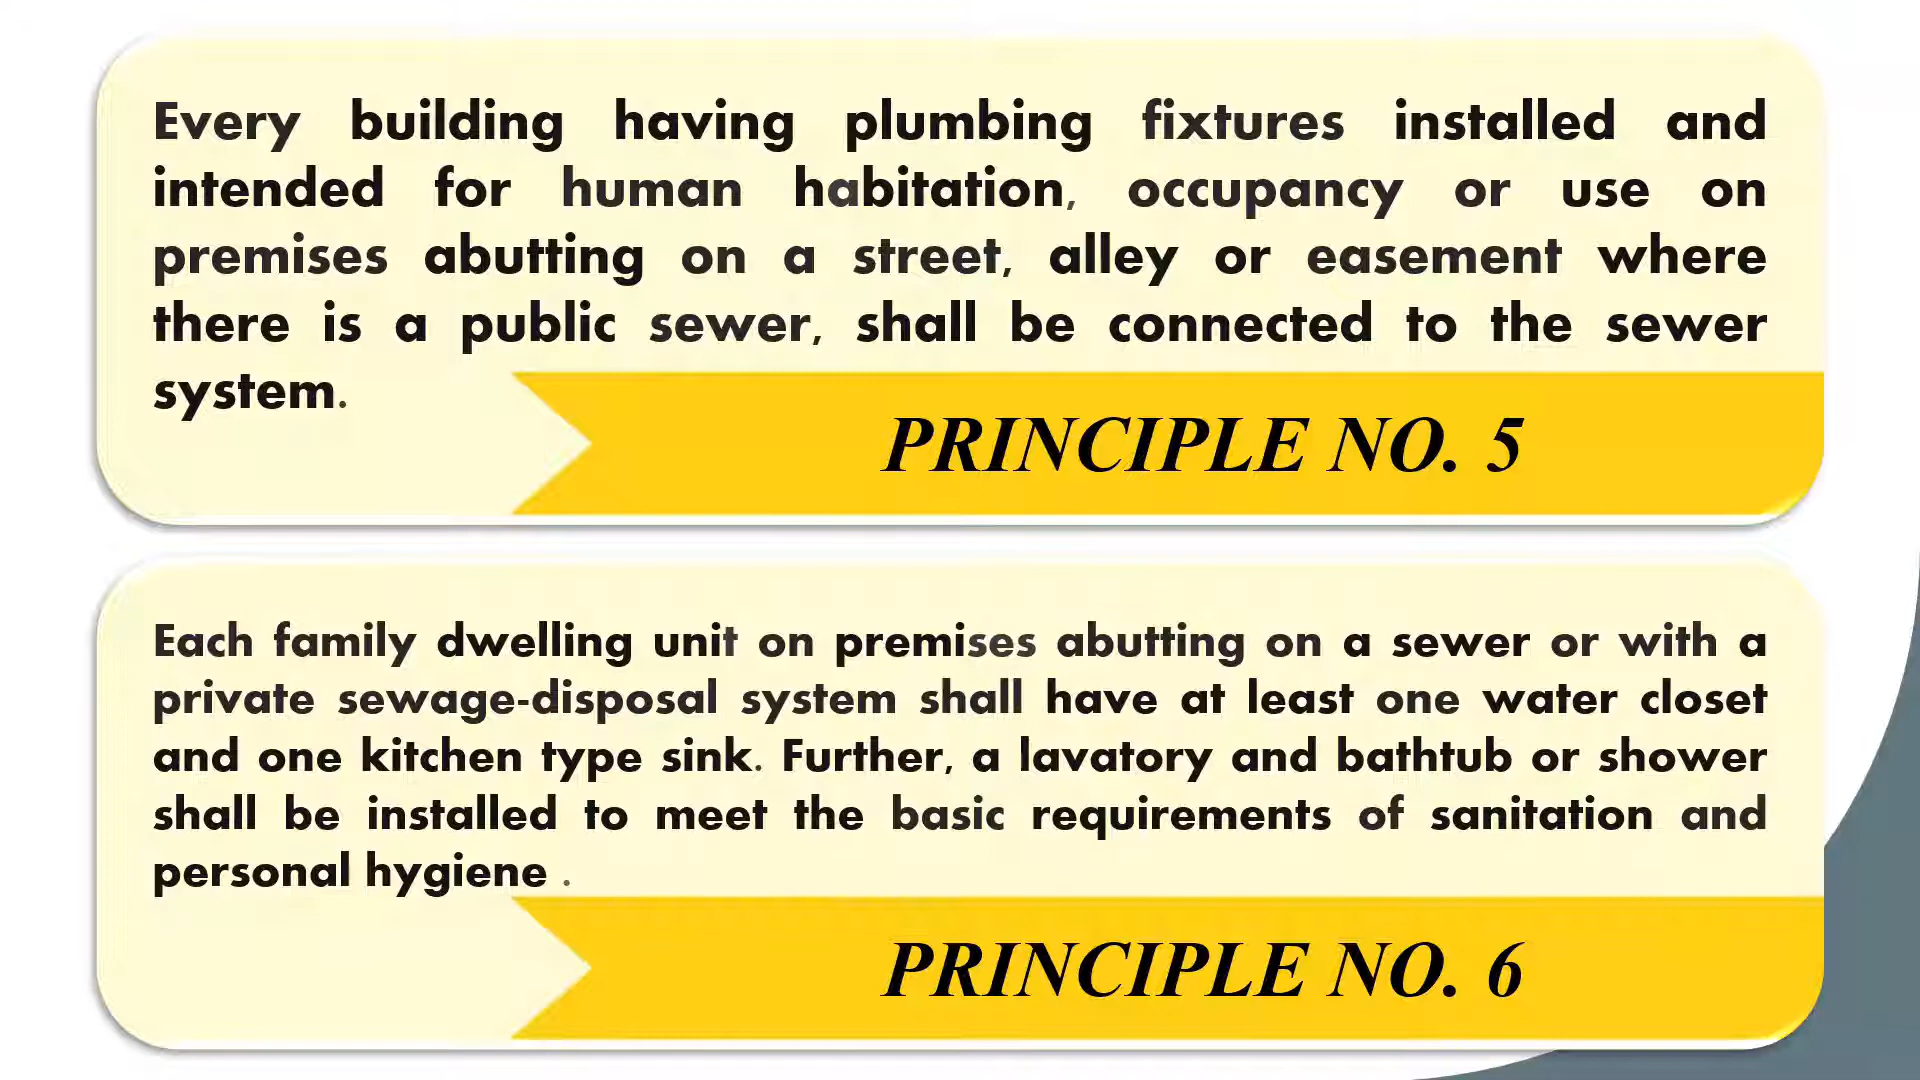 Every building having plumbing fixtures installed and
intended for human habitation, occupancy or use on
premises abutting on a street, alley or easement where
there is a public sewer, shall be connected to the sewer
system.
PRINCIPLE NO. 5
Each family dwelling unit on premises abutting on a sewer or with a
private sewage-disposal system shall have at least one water closet
and one kitchen type sink. Further, a lavatory and bathtub or shower
shall be installed to meet the basic requirements of sanitation and
personal hygiene .
PRINCIPLE NO. 6